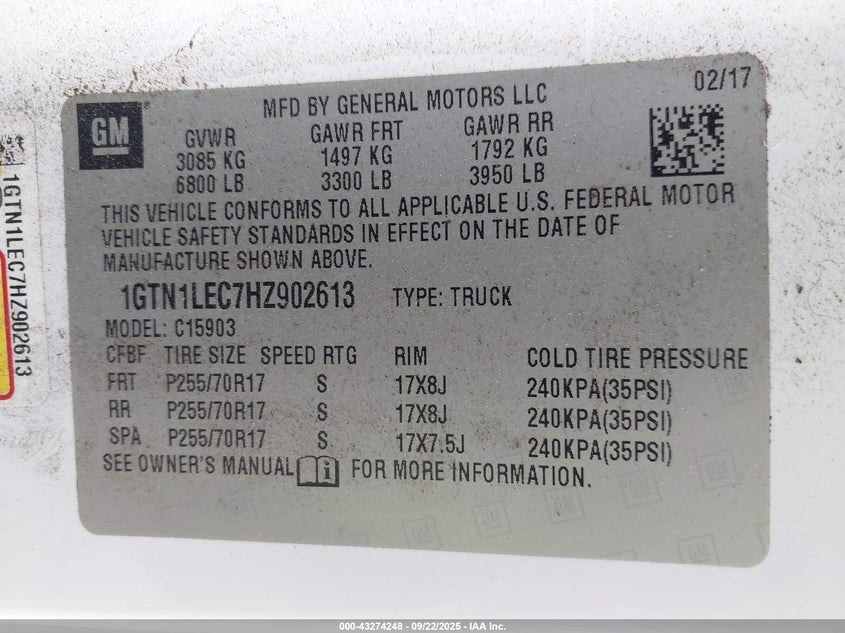 GM
®
MFD BY GENERAL MOTORS LLC
02/17
GVWR GAWR FRT GAWR RR
3085 KG 1497 KG 1792 KG
6800 LB 3300 LB 3950 LB
THIS VEHICLE CONFORMS TO ALL APPLICABLE U.S. FEDERAL MOTOR
VEHICLE SAFETY STANDARDS IN EFFECT ON THE DATE OF
MANUFACTURE SHOWN ABOVE.
1GTN1LEC7HZ902613 TYPE: TRUCK
MODEL: C15903
CFBF TIRE SIZE SPEED RTG RIM COLD TIRE PRESSURE
FRT P255/70R17 S 17X8J 240KPA(35PSI)
RR P255/70R17 S 17X8J 240KPA(35PSI)
SPA P255/70R17 S 17X7.5J 240KPA(35PSI)
SEE OWNER'S MANUAL FOR MORE INFORMATION.
1GTN1LEC7HZ902613
000-43274248 - 09/22/2025 - IAA Inc.